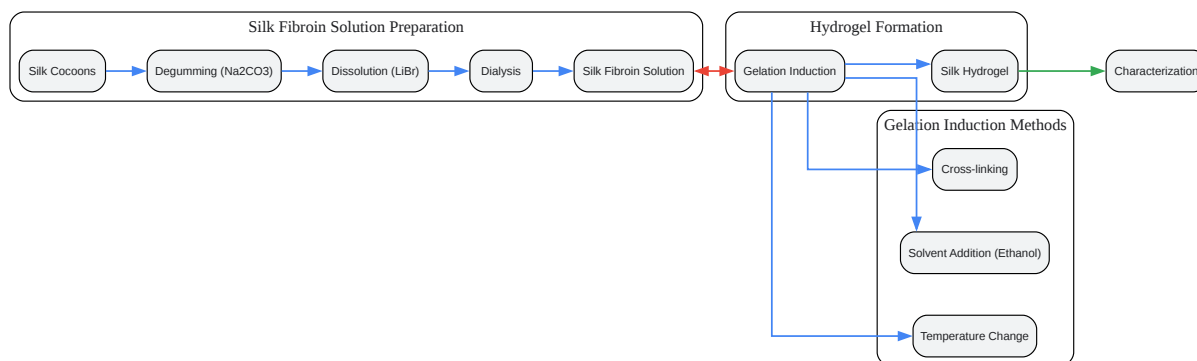 Silk Fibroin Solution Preparation
Hydrogel Formation
Silk Cocoons
Degumming (Na2CO3)
Dissolution (LiBr)
Dialysis
Silk Fibroin Solution
Gelation Induction
Silk Hydrogel
Characterization
Gelation Induction Methods
Cross-linking
Solvent Addition (Ethanol)
Temperature Change